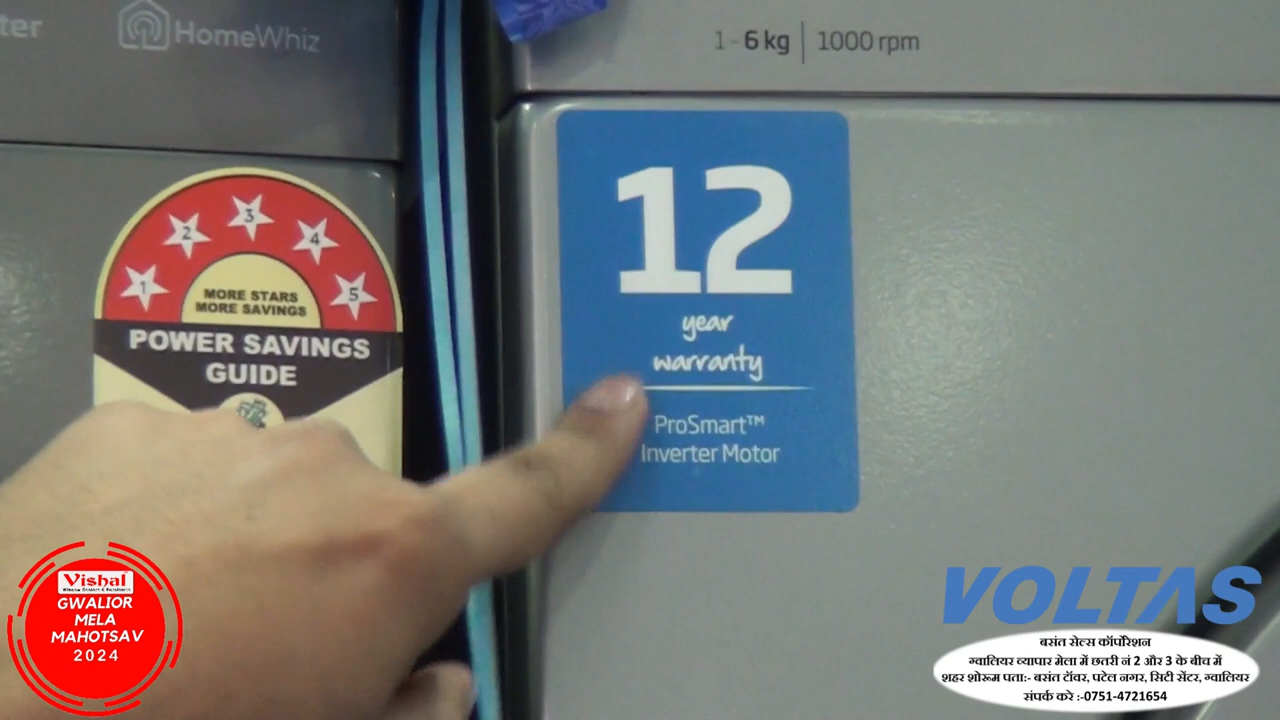 ter
HomeWhiz
1 - 6 kg | 1000 rpm
1
2
3
4
5
MORE STARS
MORE SAVINGS
POWER SAVINGS
GUIDE
12
year
warranty
ProSmart™
Inverter Motor
Vishal
GWALIOR
MELA
MAHOTSAV
2024
VOLTAS
बसंत सेल्स कॉर्पोरेशन
ग्वालियर व्यापार मेला में छतरी नं 2 और 3 के बीच में
शहर शोरूम पता:- बसंत टॉवर, पटेल नगर, सिटी सेंटर, ग्वालियर
संपर्क करे :-0751-4721654